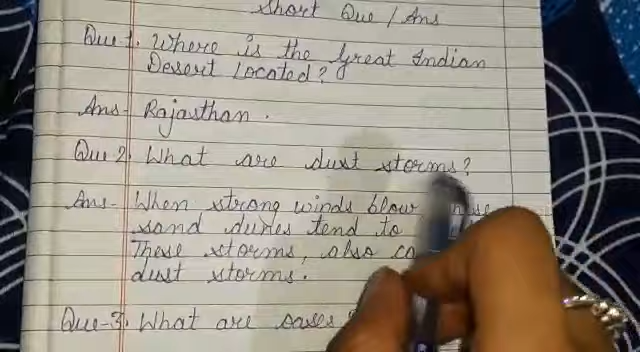 Short Que / Ans
Que 1. Where is the Great Indian
Desert Located?
Ans- Rajasthan.
Que 2. What are dust storms?
Ans- When strong winds blow
sand dunes tend to
These storms, also
dust storms.
Que-3. What are oases